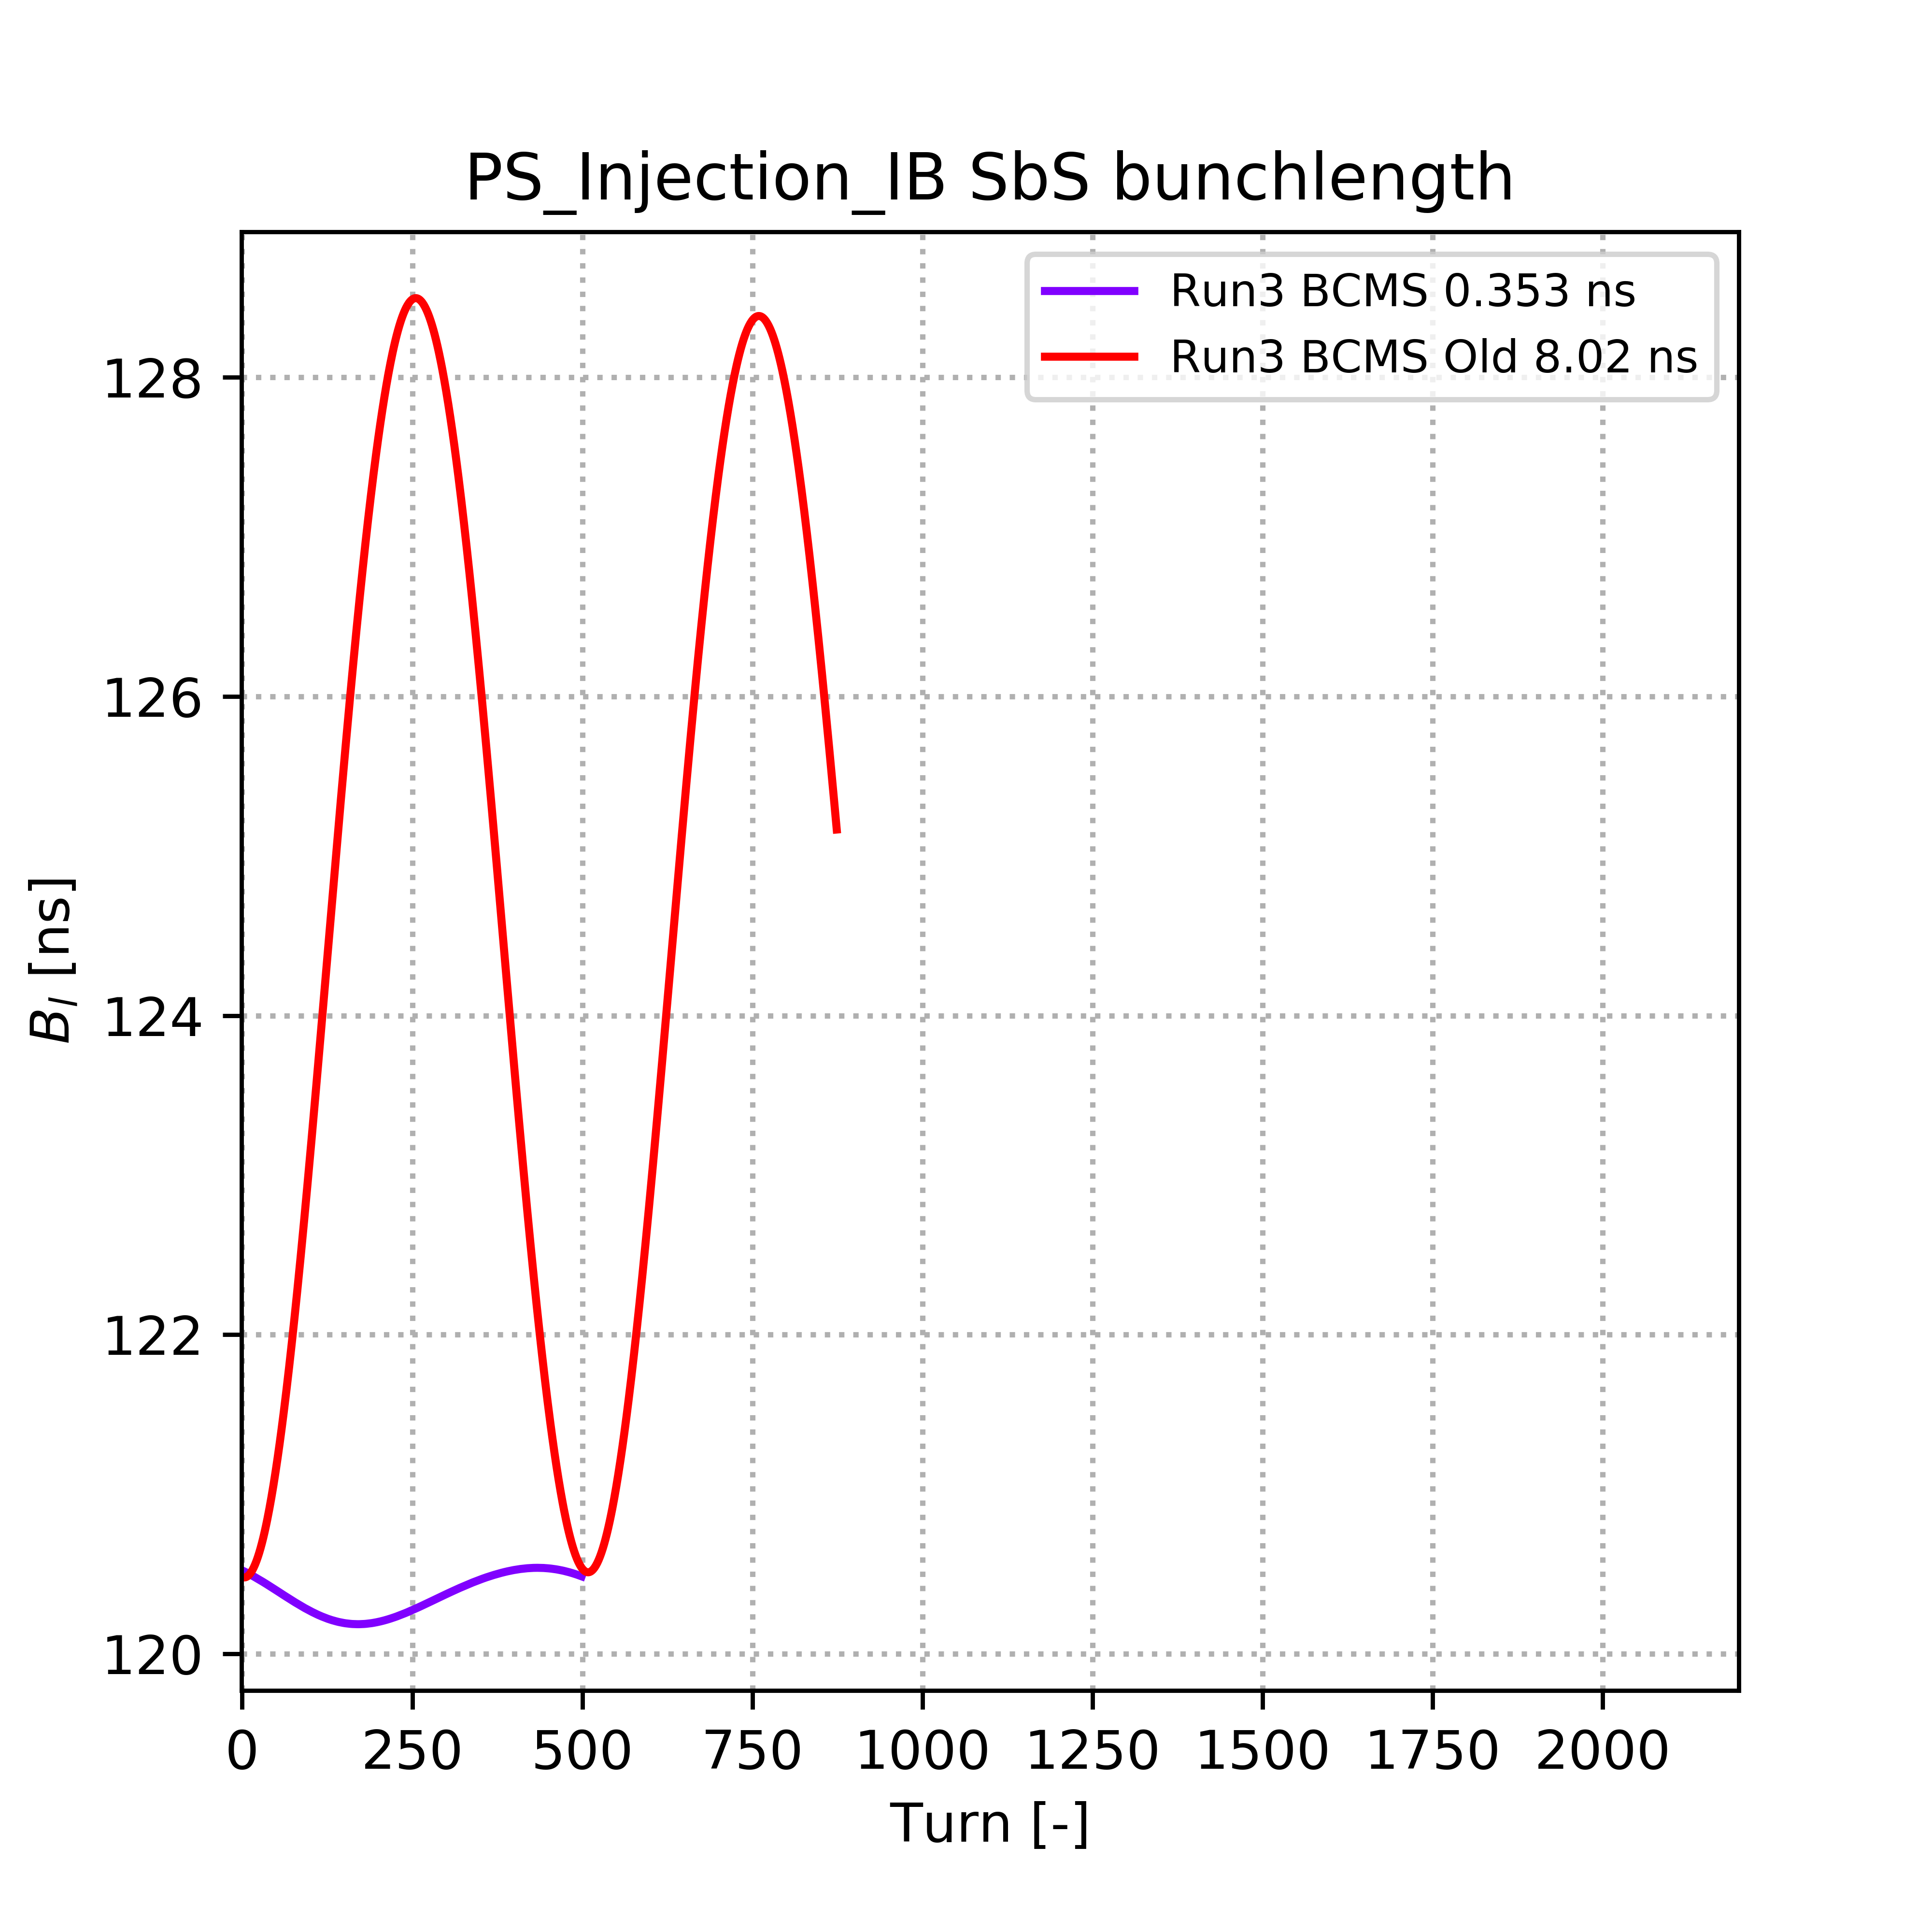 PS_Injection_IB SbS bunchlength
Run3 BCMS 0.353 ns
Run3 BCMS Old 8.02 ns
128
126
124
122
120
B_l [ns]
0 250 500 750 1000 1250 1500 1750 2000
Turn [-]